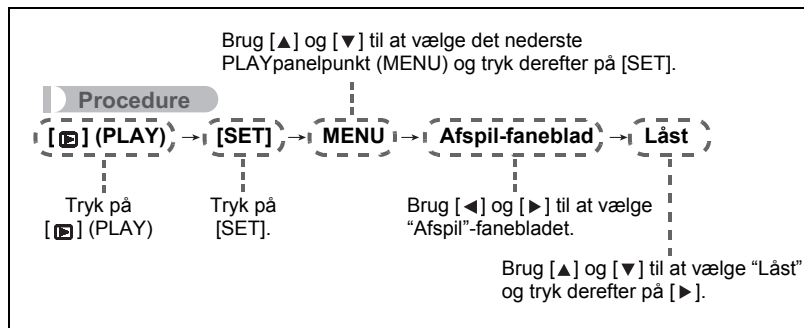 Brug [▲] og [▼] til at vælge det nederste
PLAYpanelpunkt (MENU) og tryk derefter på [SET].
Procedure
[ ▶ ] (PLAY) → [SET] → MENU → Afspil-faneblad → Låst
Tryk på
[ ▶ ] (PLAY)
Tryk på
[SET].
Brug [◀] og [▶] til at vælge
“Afspil”-fanebladet.
Brug [▲] og [▼] til at vælge “Låst”
og tryk derefter på [▶].